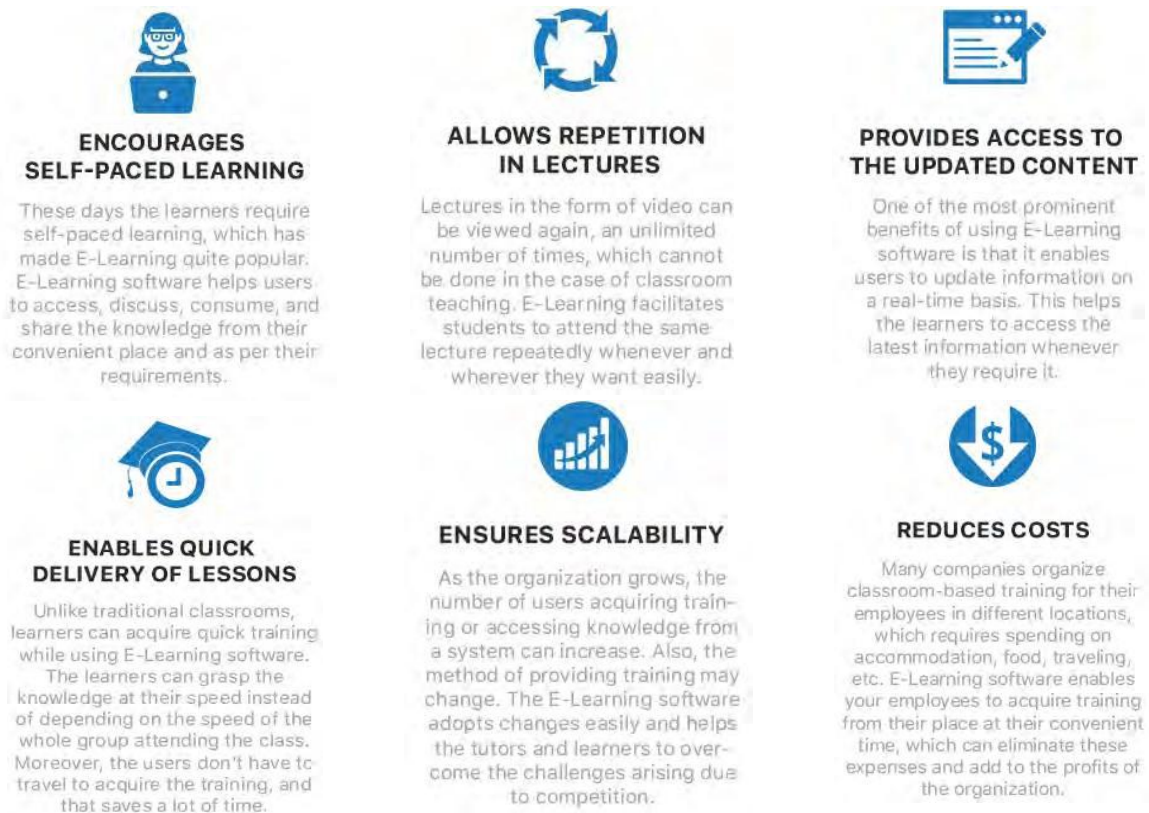 ENCOURAGES
SELF-PACED LEARNING
These days the learners require
self-paced learning, which has
made E-Learning quite popular.
E-Learning software helps users
to access, discuss, consume, and
share the knowledge from their
convenient place and as per their
requirements.
ALLOWS REPETITION
IN LECTURES
Lectures in the form of video can
be viewed again, an unlimited
number of times, which cannot
be done in the case of classroom
teaching. E-Learning facilitates
students to attend the same
lecture repeatedly whenever and
wherever they want easily.
PROVIDES ACCESS TO
THE UPDATED CONTENT
One of the most prominent
benefits of using E-Learning
software is that it enables
users to update information on
a real-time basis. This helps
the learners to access the
latest information whenever
they require it.
ENABLES QUICK
DELIVERY OF LESSONS
Unlike traditional classrooms,
learners can acquire quick training
while using E-Learning software.
The learners can grasp the
knowledge at their speed instead
of depending on the speed of the
whole group attending the class.
Moreover, the users don't have to
travel to acquire the training, and
that saves a lot of time.
ENSURES SCALABILITY
As the organization grows, the
number of users acquiring train-
ing or accessing knowledge from
a system can increase. Also, the
method of providing training may
change. The E-Learning software
adopts changes easily and helps
the tutors and learners to over-
come the challenges arising due
to competition.
$
REDUCES COSTS
Many companies organize
classroom-based training for their
employees in different locations,
which requires spending on
accommodation, food, traveling,
etc. E-Learning software enables
your employees to acquire training
from their place at their convenient
time, which can eliminate these
expenses and add to the profits of
the organization.